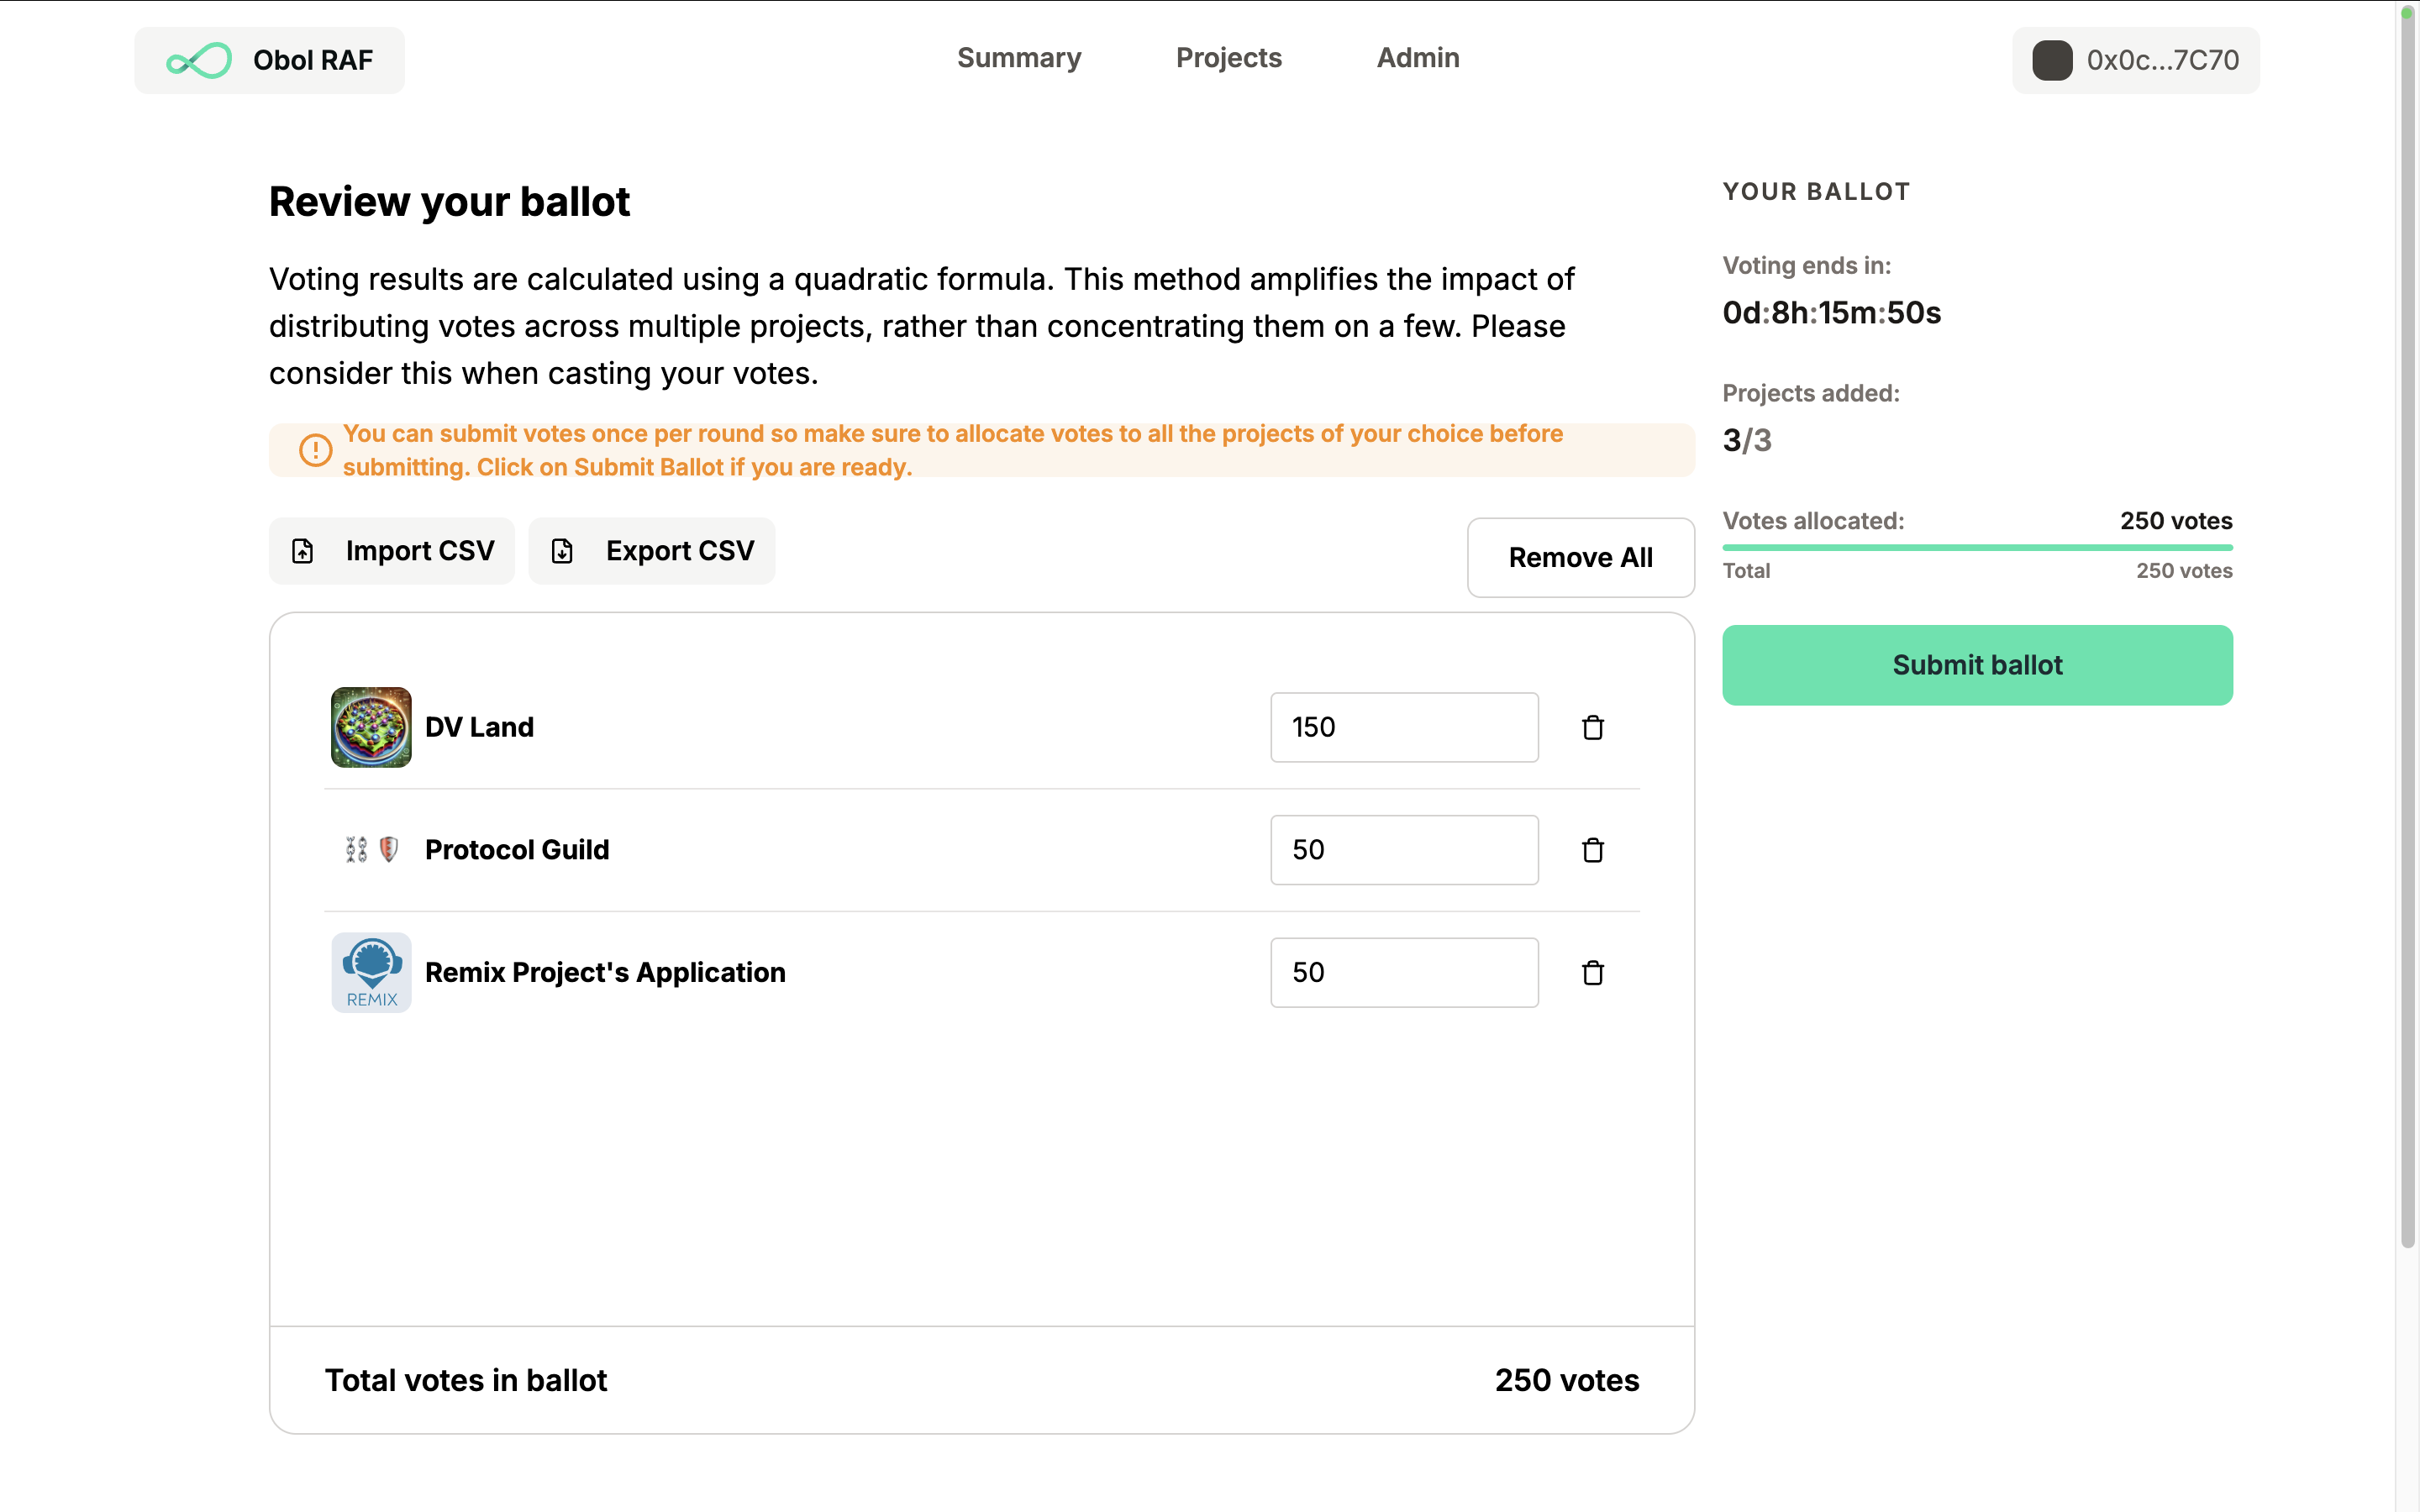 Obol RAF
Summary
Projects
Admin
0x0c...7C70
Review your ballot
Voting results are calculated using a quadratic formula. This method amplifies the impact of
distributing votes across multiple projects, rather than concentrating them on a few. Please
consider this when casting your votes.
You can submit votes once per round so make sure to allocate votes to all the projects of your choice before
submitting. Click on Submit Ballot if you are ready.
Import CSV
Export CSV
Remove All
DV Land
150
Protocol Guild
50
REMIX
Remix Project's Application
50
Total votes in ballot
250 votes
YOUR BALLOT
Voting ends in:
0d:8h:15m:50s
Projects added:
3/3
Votes allocated:
250 votes
Total
250 votes
Submit ballot